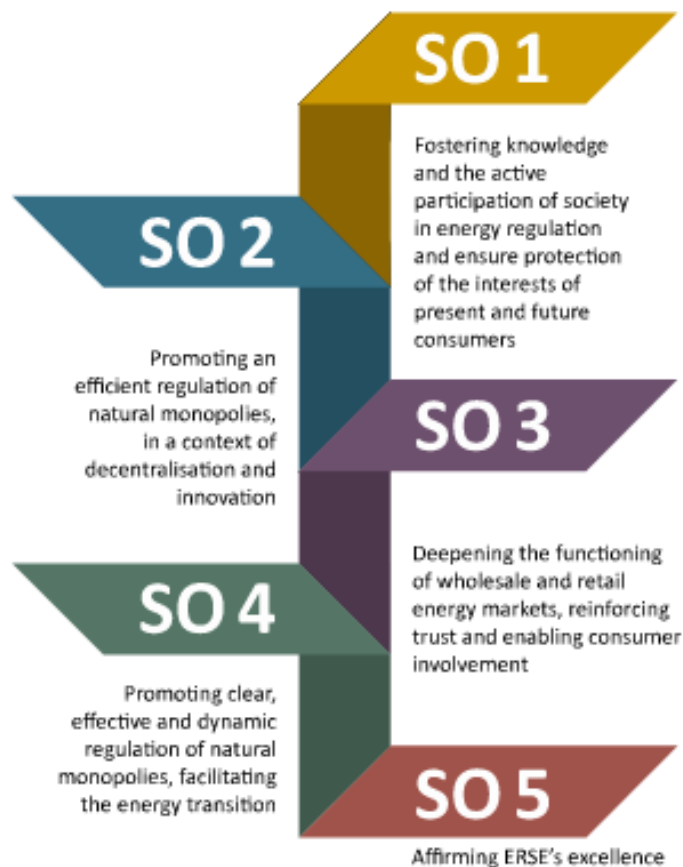 SO 1
Fostering knowledge
and the active
participation of society
in energy regulation
and ensure protection
of the interests of
present and future
consumers
SO 2
Promoting an
efficient regulation of
natural monopolies,
in a context of
decentralisation and
innovation
SO 3
Deepening the functioning
of wholesale and retail
energy markets, reinforcing
trust and enabling consumer
involvement
SO 4
Promoting clear,
effective and dynamic
regulation of natural
monopolies, facilitating
the energy transition
SO 5
Affirming ERSE's excellence